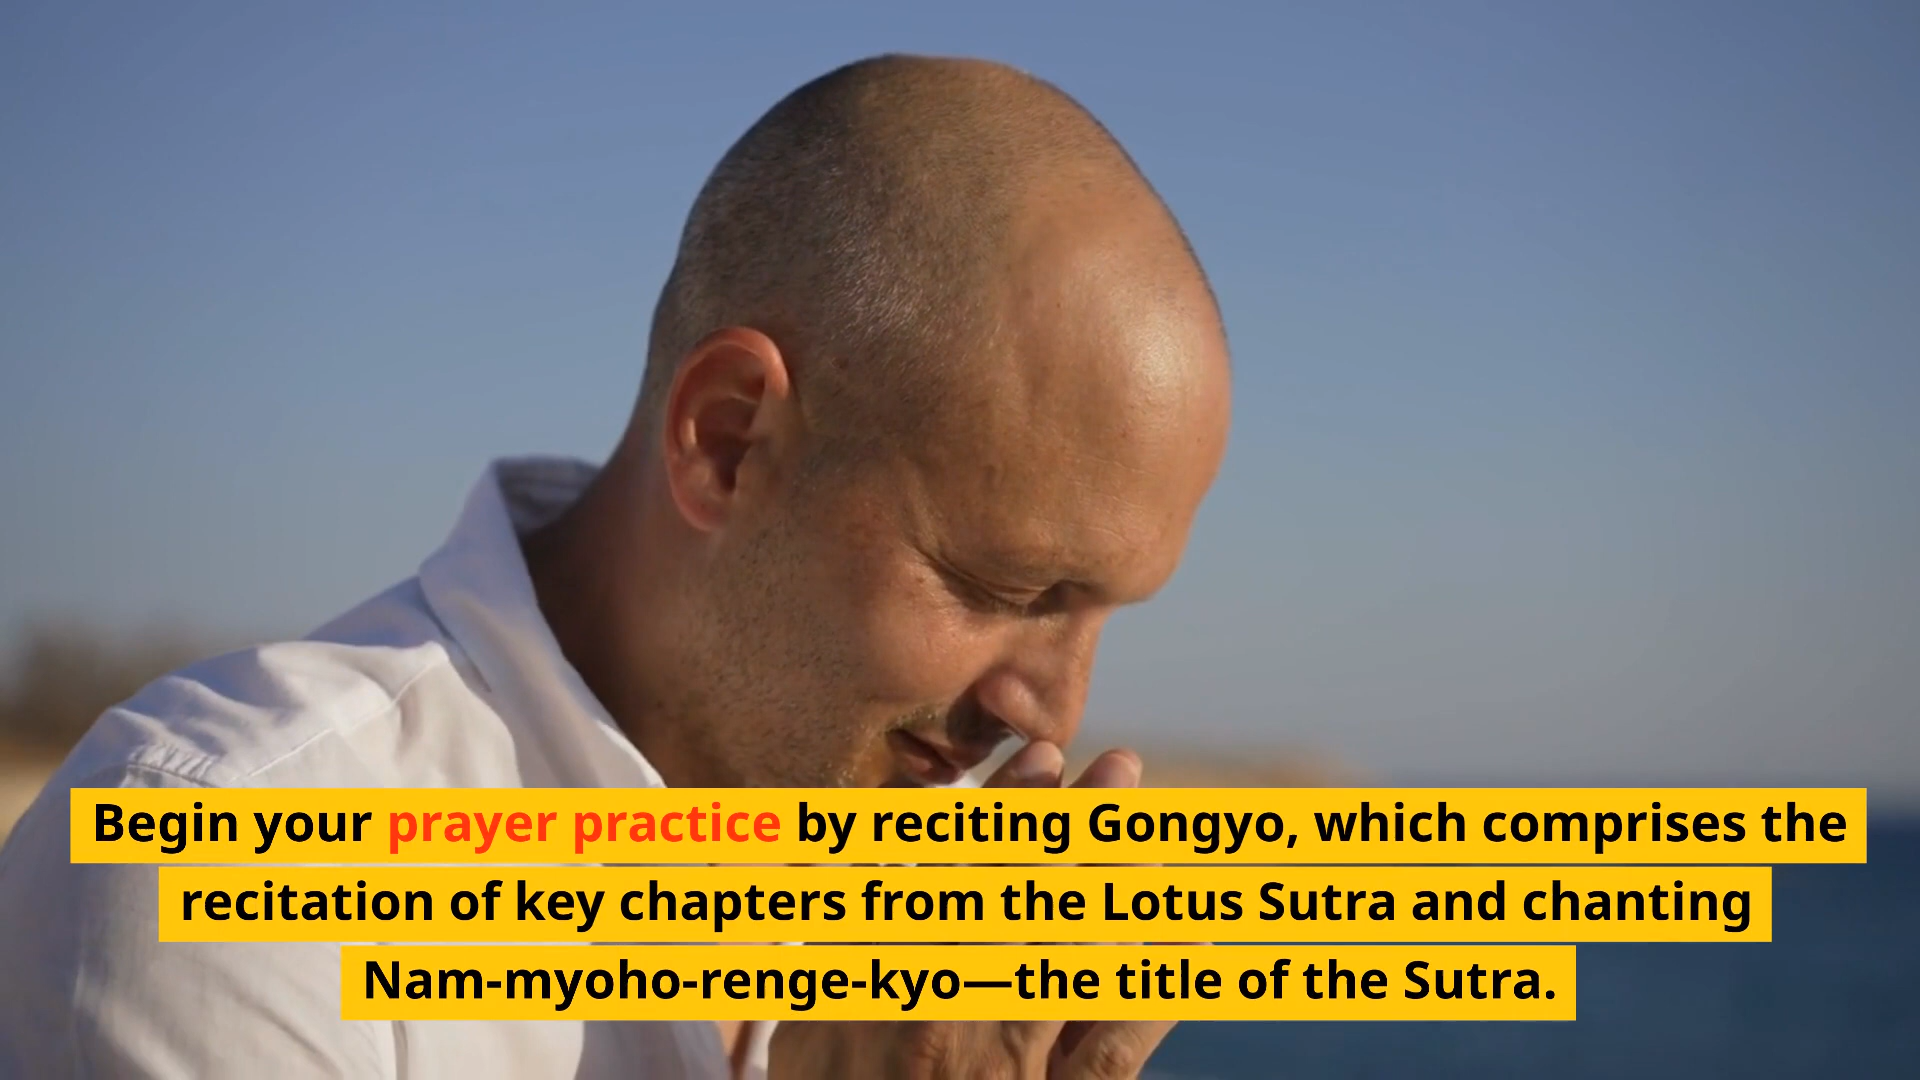 Begin your prayer practice by reciting Gongyo, which comprises the
recitation of key chapters from the Lotus Sutra and chanting
Nam-myoho-renge-kyo—the title of the Sutra.